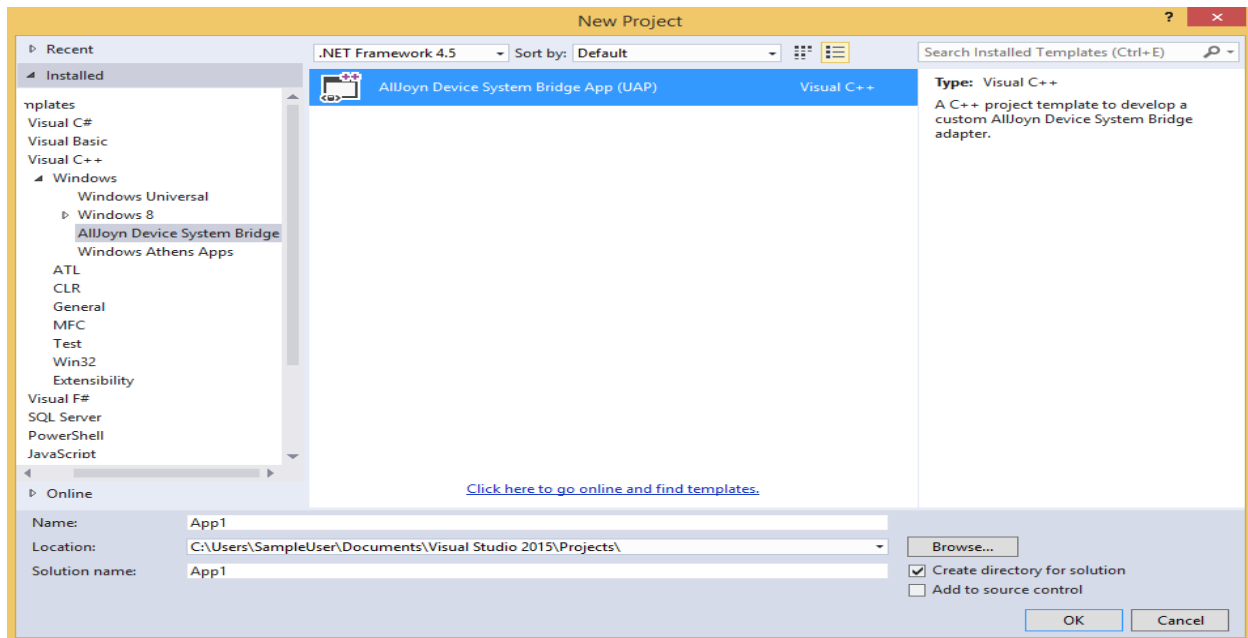 New Project
?
Recent
.NET Framework 4.5
Sort by: Default
Search Installed Templates (Ctrl+E)
Installed
mplates
Visual C#
Visual Basic
Visual C++
Windows
Windows Universal
Windows 8
AllJoyn Device System Bridge
Windows Athens Apps
ATL
CLR
General
MFC
Test
Win32
Extensibility
Visual F#
SQL Server
PowerShell
JavaScript
Online
AllJoyn Device System Bridge App (UAP)
Visual C++
Click here to go online and find templates.
Type: Visual C++
A C++ project template to develop a
custom AllJoyn Device System Bridge
adapter.
Name:
App1
Location:
C:\Users\SampleUser\Documents\Visual Studio 2015\Projects\
Browse...
Solution name:
App1
Create directory for solution
Add to source control
OK
Cancel